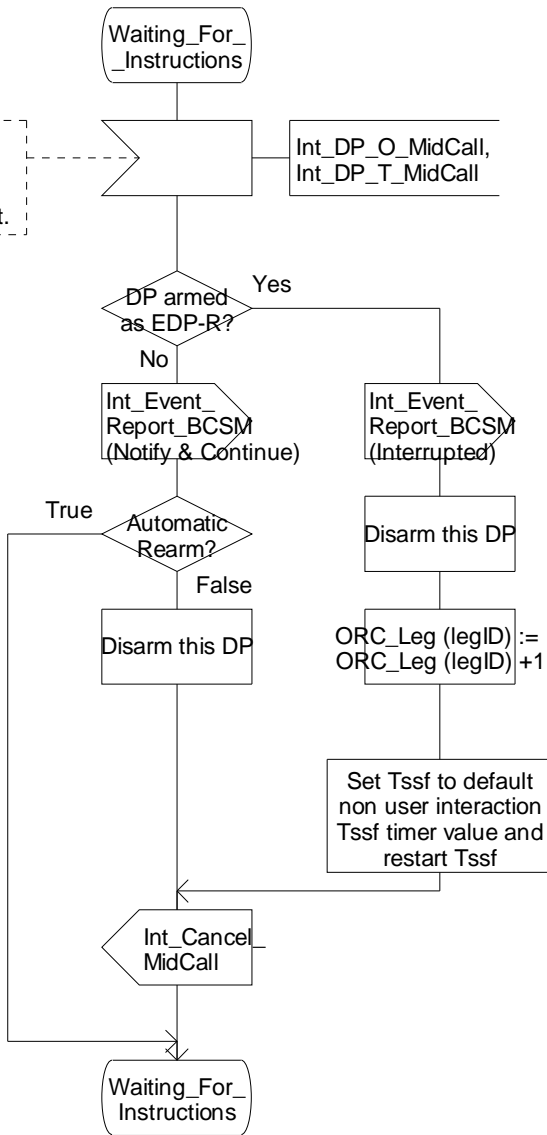 Waiting_For_
_Instructions
Int_DP_O_MidCall,
Int_DP_T_MidCall
t.
DP armed
as EDP-R?
Yes
No
Int_Event_
Report_BCSM
(Notify & Continue)
Int_Event_
Report_BCSM
(Interrupted)
True
Automatic
Rearm?
False
Disarm this DP
Disarm this DP
ORC_Leg (legID) :=
ORC_Leg (legID) +1
Set Tssf to default
non user interaction
Tssf timer value and
restart Tssf
Int_Cancel_
MidCall
Waiting_For_
Instructions